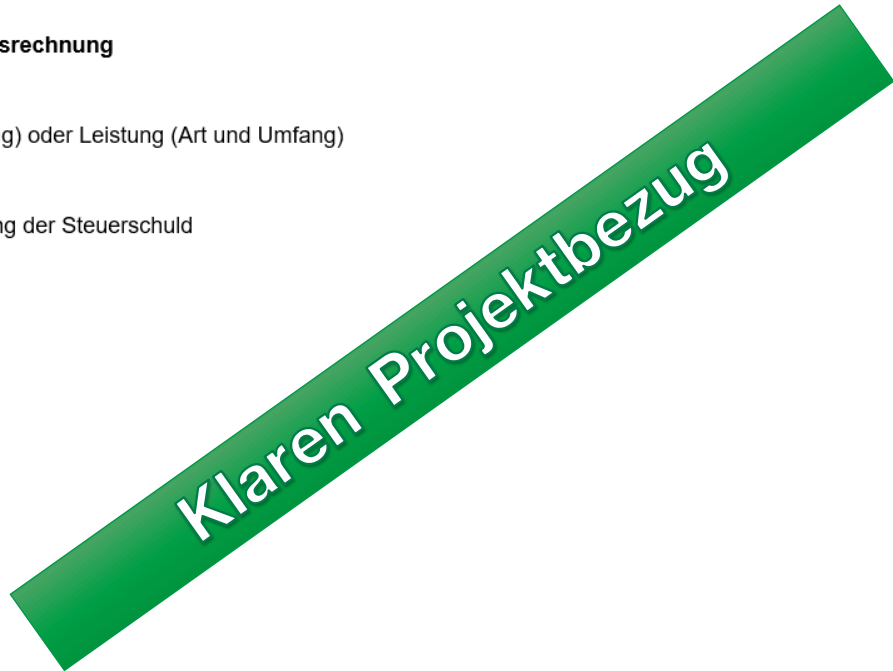 srechnung
g) oder Leistung (Art und Umfang)
ng der Steuerschuld
Klaren Projektbezug